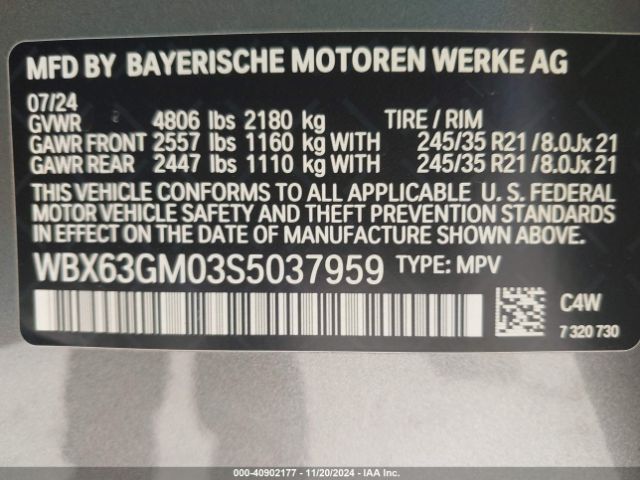 MFD BY BAYERISCHE MOTOREN WERKE AG
07/24
GVWR 4806 lbs 2180 kg TIRE / RIM
GAWR FRONT 2557 lbs 1160 kg WITH 245/35 R21 / 8.0Jx 21
GAWR REAR 2447 lbs 1110 kg WITH 245/35 R21 / 8.0Jx 21
THIS VEHICLE CONFORMS TO ALL APPLICABLE U. S. FEDERAL
MOTOR VEHICLE SAFETY AND THEFT PREVENTION STANDARDS
IN EFFECT ON THE DATE OF MANUFACTURE SHOWN ABOVE.
WBX63GM03S5037959 TYPE: MPV
C4W
7 320 730
000-40902177 - 11/20/2024 - IAA Inc.